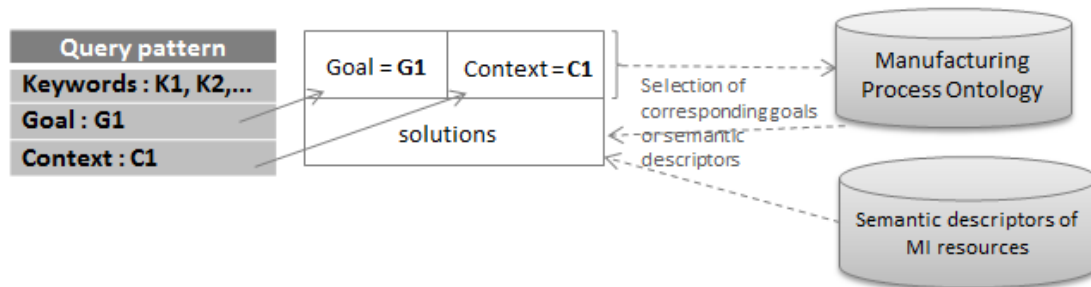 Query pattern
Keywords : K1, K2,...
Goal : G1
Context : C1
Goal = G1
Context = C1
solutions
Selection of
corresponding goals
or semantic
descriptors
Manufacturing
Process Ontology
Semantic descriptors of
MI resources